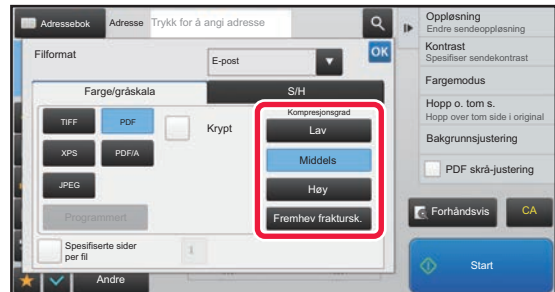 Adressebok
Adresse
Trykk for å angi adresse
Filformat
E-post
OK
Farge/gråskala
S/H
TIFF
PDF
Krypt
XPS
PDF/A
JPEG
Programmert
Kompresjonsgrad
Lav
Middels
Høy
Fremhev fraktursk.
Spesifiserte sider
per fil
1
Andre
Oppløsning
Endre sendeoppløsning
Kontrast
Spesifiser sendekontrast
Fargemodus
Hopp o. tom s.
Hopp over tom side i original
Bakgrunnsjustering
PDF skrå-justering
Forhåndsvis
CA
Start